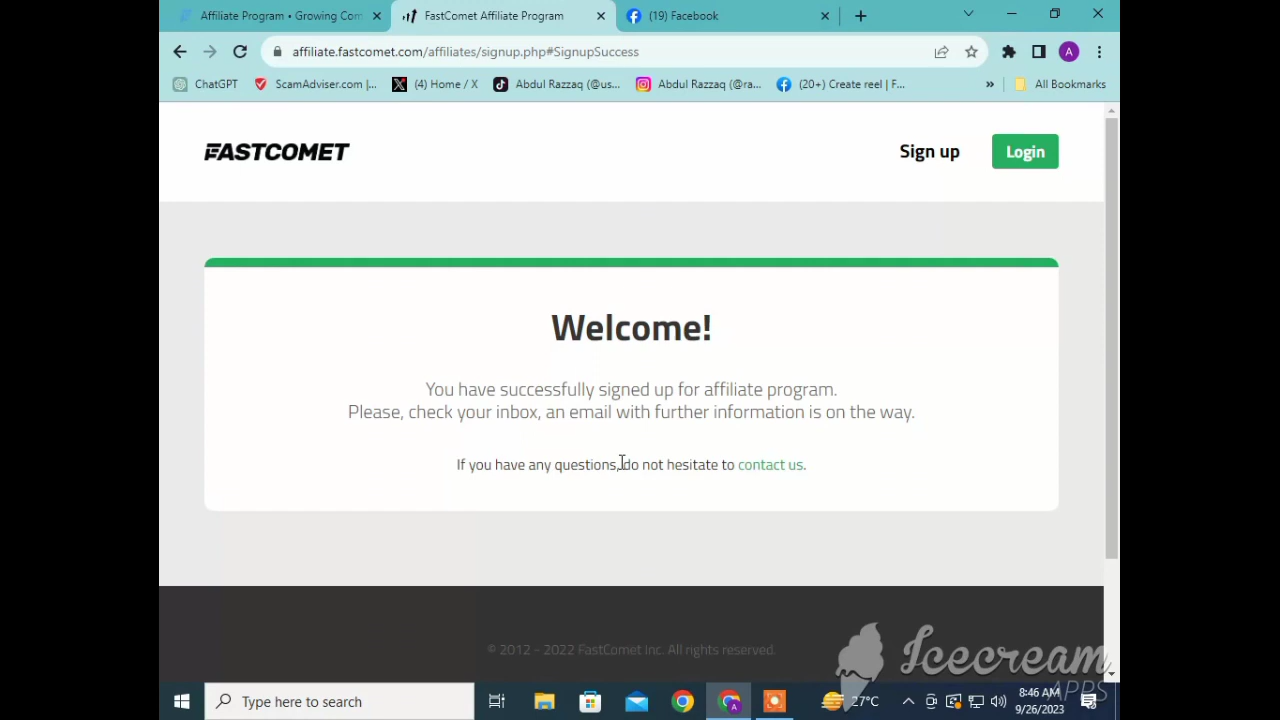 Affiliate Program • Growing Com
FastComet Affiliate Program
(19) Facebook
affiliate.fastcomet.com/affiliates/signup.php#SignupSuccess
A
ChatGPT
ScamAdviser.com |...
(4) Home / X
Abdul Razzaq (@us...
Abdul Razzaq (@ra...
(20+) Create reel | F...
»
All Bookmarks
FASTCOMET
Sign up
Login
Welcome!
You have successfully signed up for affiliate program.
Please, check your inbox, an email with further information is on the way.
If you have any questions, do not hesitate to contact us.
© 2012 - 2022 FastComet Inc. All rights reserved.
Icecream
APPS
Type here to search
27°C
8:46 AM
9/26/2023